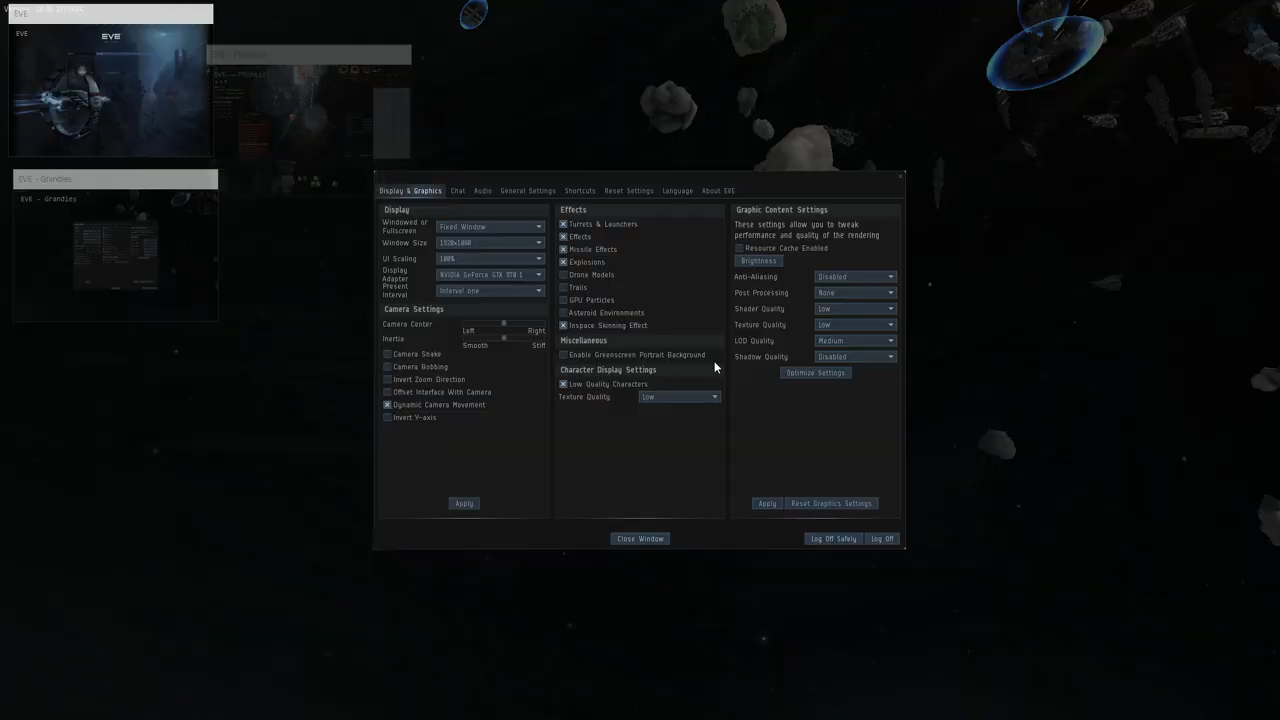 EVE
EVE
EVE
EVE - Grandies
EVE - Grandies
Display & Graphics
Chat
Audio
General Settings
Shortcuts
Reset Settings
Language
About EVE
Display
Windowed or Fullscreen
Fixed Window
Window Size
UI Scaling
100%
Display Adapter
Present Interval
Interval one
Camera Settings
Camera Center
Left
Right
Inertia
Smooth
Stiff
Camera Shake
Camera Bobbing
Invert Zoom Direction
Offset Interface With Camera
Dynamic Camera Movement
Invert Y-axis
Apply
Effects
Turrets & Launchers
Effects
Missile Effects
Explosions
Drone Models
Trails
GPU Particles
Asteroid Environments
Inspace Skinning Effect
Miscellaneous
Enable Greenscreen Portrait Background
Character Display Settings
Low Quality Characters
Texture Quality
Low
Graphic Content Settings
These settings allow you to tweak
performance and quality of the rendering
Resource Cache Enabled
Brightness
Anti-Aliasing
Disabled
Post Processing
None
Shader Quality
Low
Texture Quality
Low
LOD Quality
Medium
Shadow Quality
Disabled
Optimize Settings
Apply
Reset Graphics Settings
Close Window
Log Off Safely
Log Off